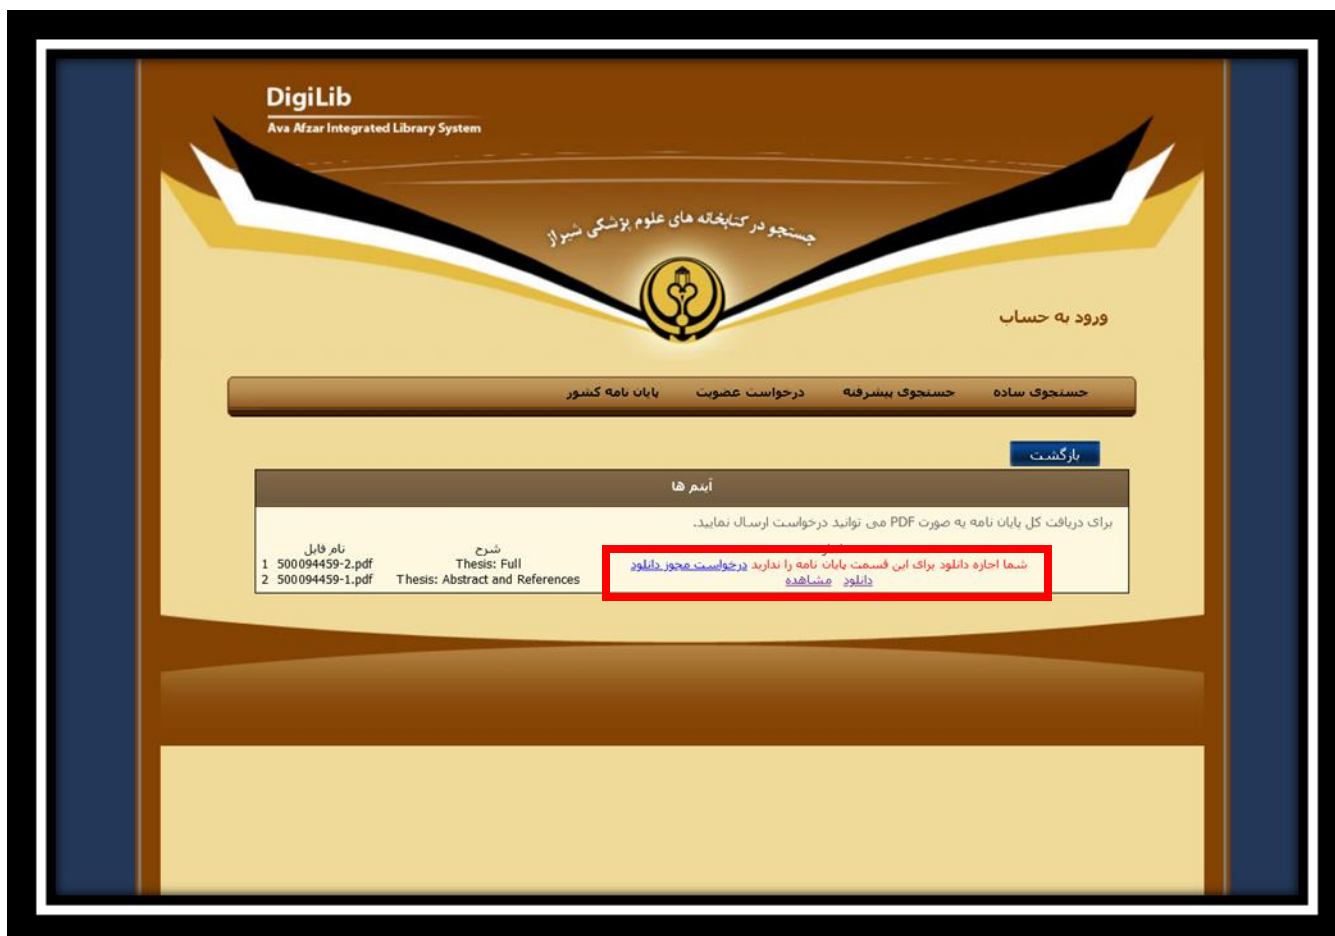 DigiLib
Ava Afzar Integrated Library System
جستجو در کتابخانه های علوم پزشکی شیراز
ورود به حساب
جستجوی ساده جستجوی پیشرفته درخواست عضویت پایان نامه کشور
بازگشت
آیتم ها
برای دریافت کل پایان نامه به صورت PDF می توانید درخواست ارسال نمایید.
شرح نام فایل
شما اجازه دانلود برای این قسمت پایان نامه را ندارید درخواست مجوز دانلود Thesis: Full 500094459-2.pdf 1
دانلود مشاهده Thesis: Abstract and References 500094459-1.pdf 2